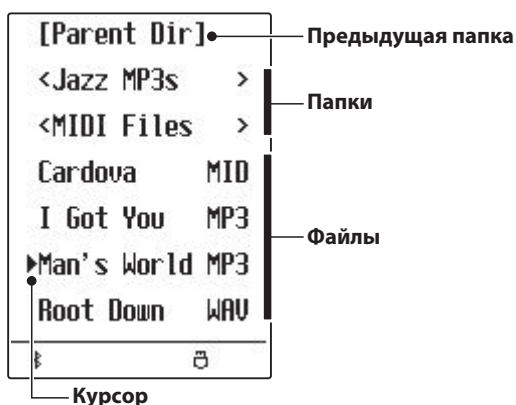 [Parent Dir]
Предыдущая папка
<Jazz MP3s >
Папки
<MIDI Files >
Cardova MID
I Got You MP3
Файлы
Man's World MP3
Root Down WAV
Курсор